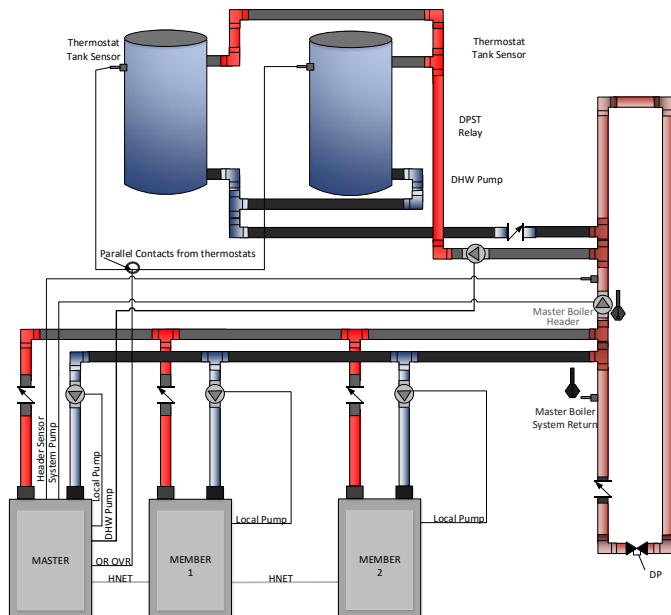 Thermostat
Tank Sensor
Thermostat
Tank Sensor
DPST
Relay
DHW Pump
Parallel Contacts from thermostats
Master Boiler
Header
Master Boiler
System Return
Header Sensor
System Pump
Local Pump
DHW Pump
Local Pump
Local Pump
MASTER
OR OVR
MEMBER
1
MEMBER
2
HNET
HNET
DP